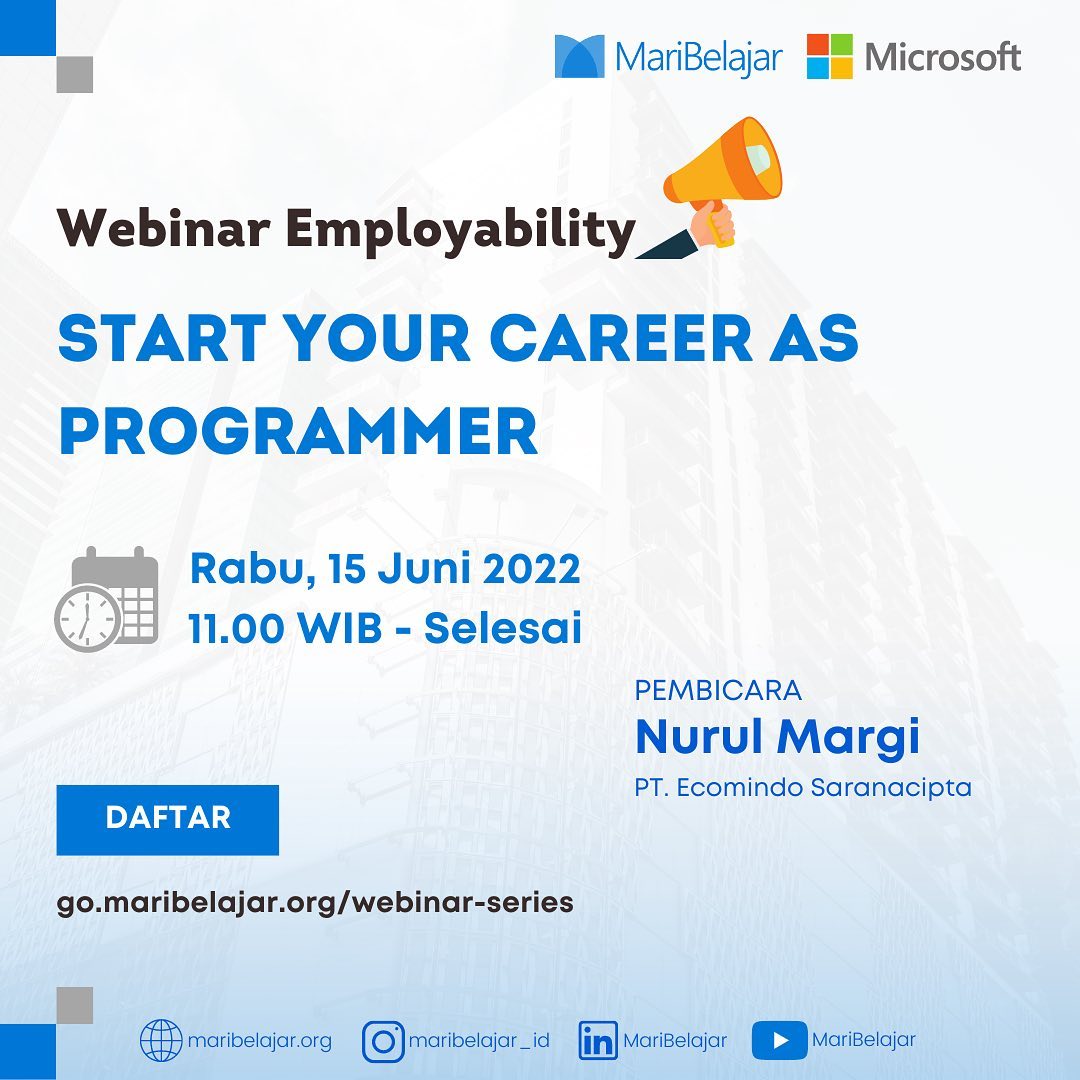 MariBelajar Microsoft
Webinar Employability
START YOUR CAREER AS
PROGRAMMER
Rabu, 15 Juni 2022
11.00 WIB - Selesai
PEMBICARA
Nurul Margi
PT. Ecomindo Saranacipta
DAFTAR
go.maribelajar.org/webinar-series
maribelajar.org maribelajar_id MariBelajar MariBelajar